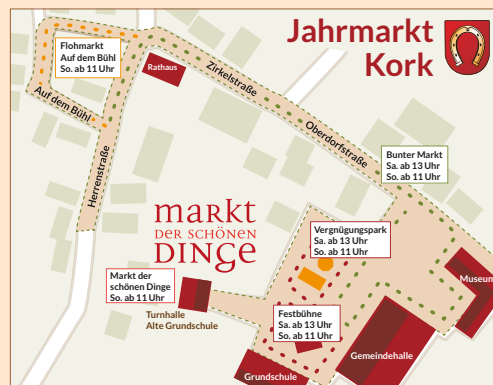 Jahrmarkt
Kork
Flohmarkt
Auf dem Bühl
So. ab 11 Uhr
Rathaus
Zirkelstraße
Auf dem Bühl
Oberdorfstraße
Herrenstraße
Bunter Markt
Sa. ab 13 Uhr
So. ab 11 Uhr
markt
DER SCHÖNEN
DINGE
Vergnügungspark
Sa. ab 13 Uhr
So. ab 11 Uhr
Markt der
schönen Dinge
So. ab 11 Uhr
Museum
Turnhalle
Alte Grundschule
Festbühne
Sa. ab 13 Uhr
So. ab 11 Uhr
Gemeindehalle
Grundschule